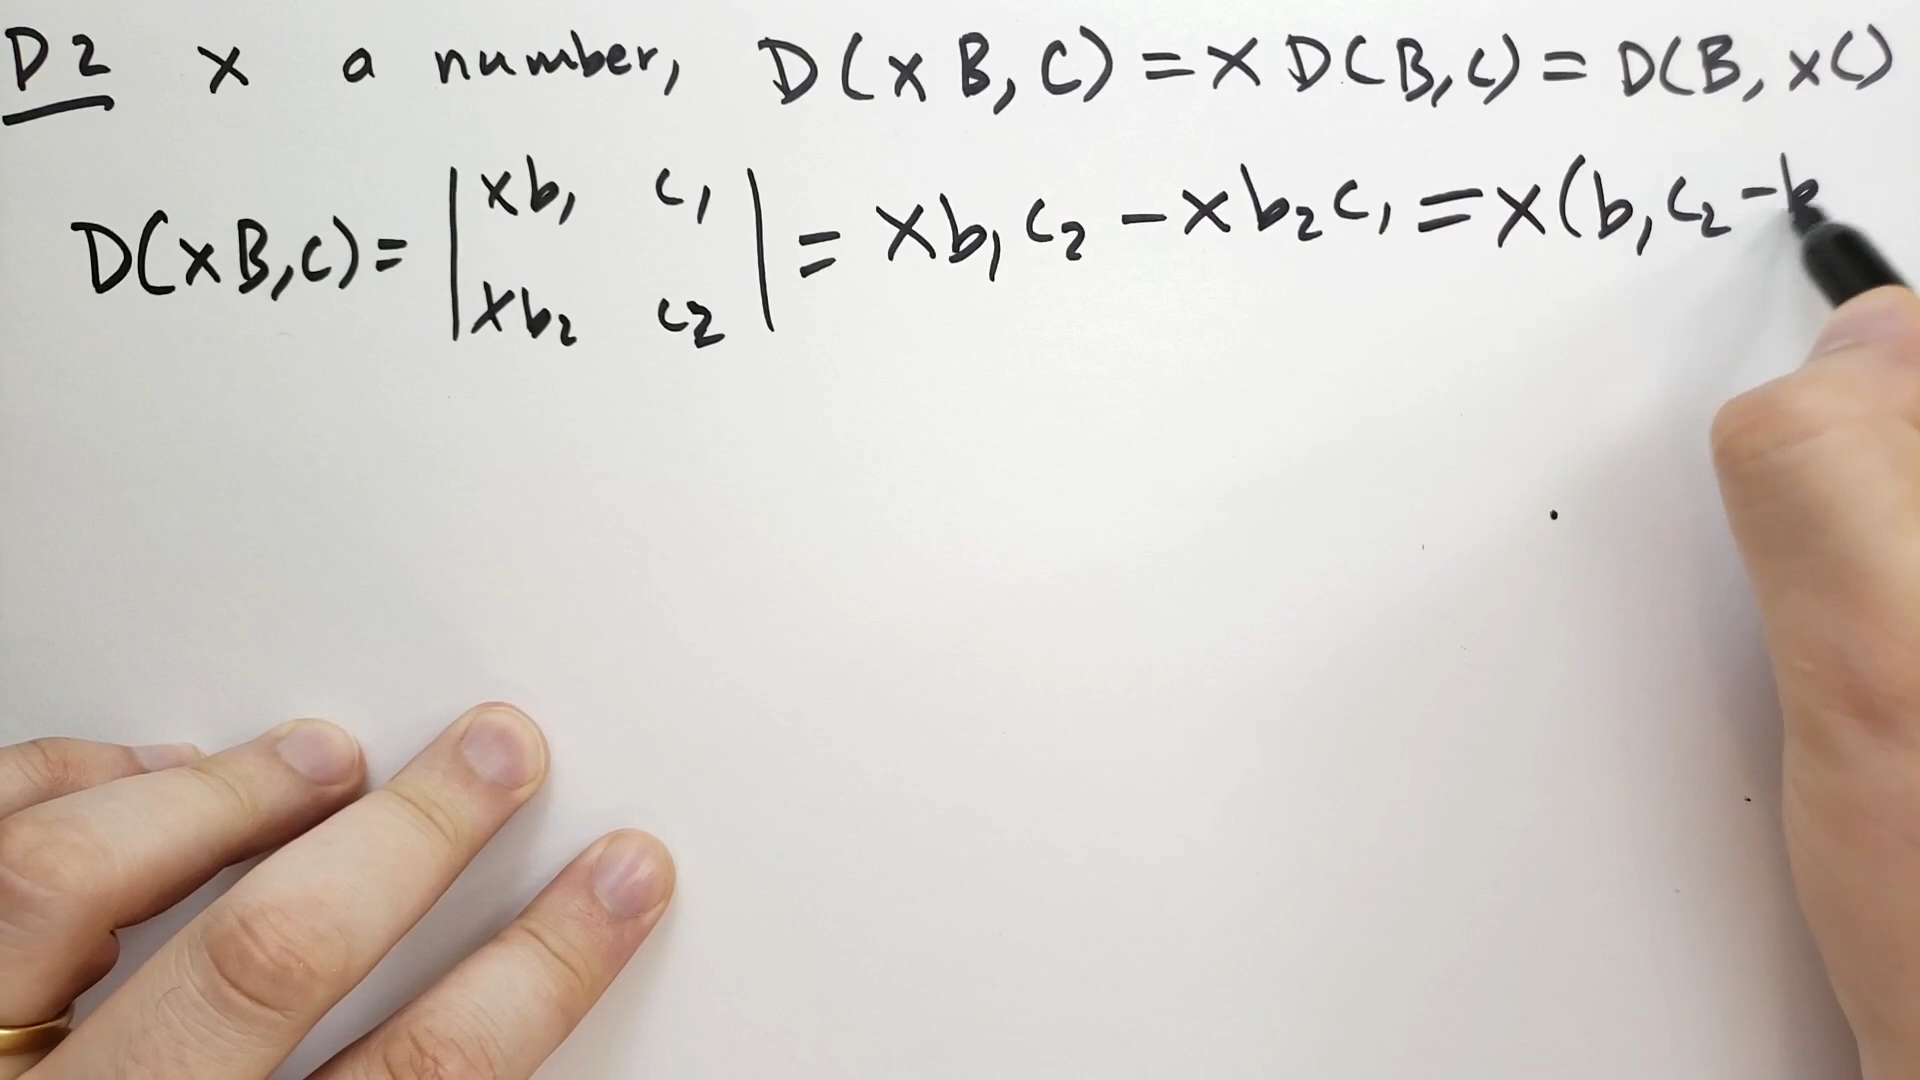 D2 x a number, D(xB, C) = x D(B, C) = D(B, xC)
D(xB, C) = | xb₁ c₁ | = xb₁c₂ - xb₂c₁ = x(b₁c₂ - b
| xb₂ c₂ |